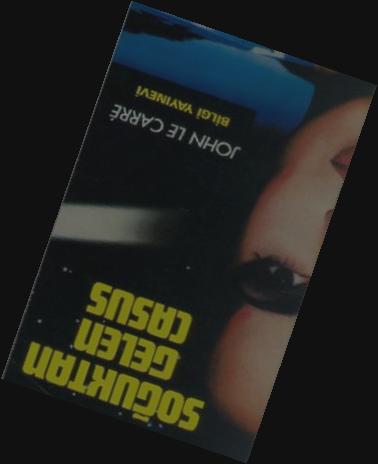 SOĞUKTAN
GELEN
CASUS
JOHN LE CARRÉ
BİLGİ YAYINEVİ